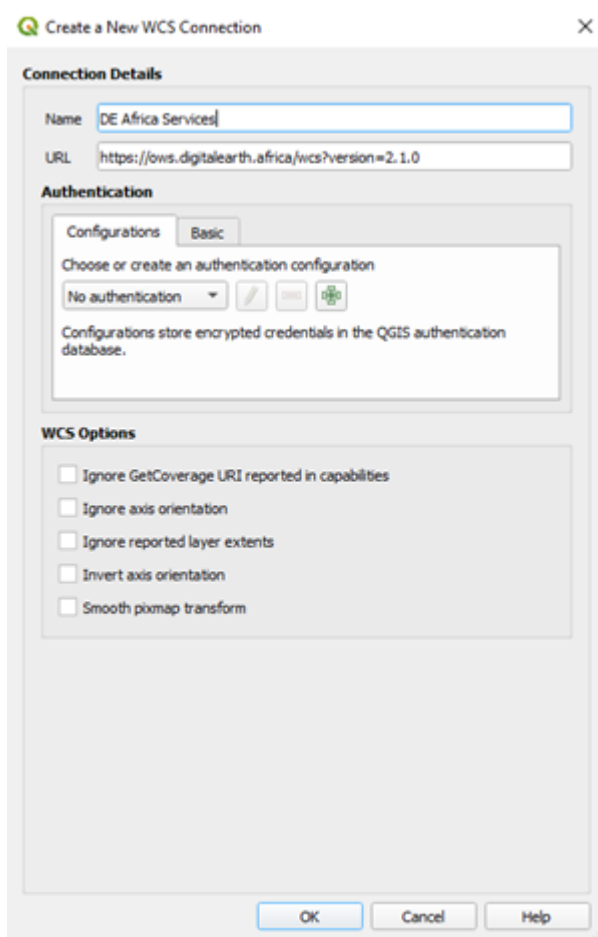 Create a New WCS Connection
Connection Details
Name DE Africa Services
URL https://ows.digitalearth.africa/wcs?version=2.1.0
Authentication
Configurations Basic
Choose or create an authentication configuration
No authentication
Configurations store encrypted credentials in the QGIS authentication
database.
WCS Options
Ignore GetCoverage URI reported in capabilities
Ignore axis orientation
Ignore reported layer extents
Invert axis orientation
Smooth pixmap transform
OK Cancel Help